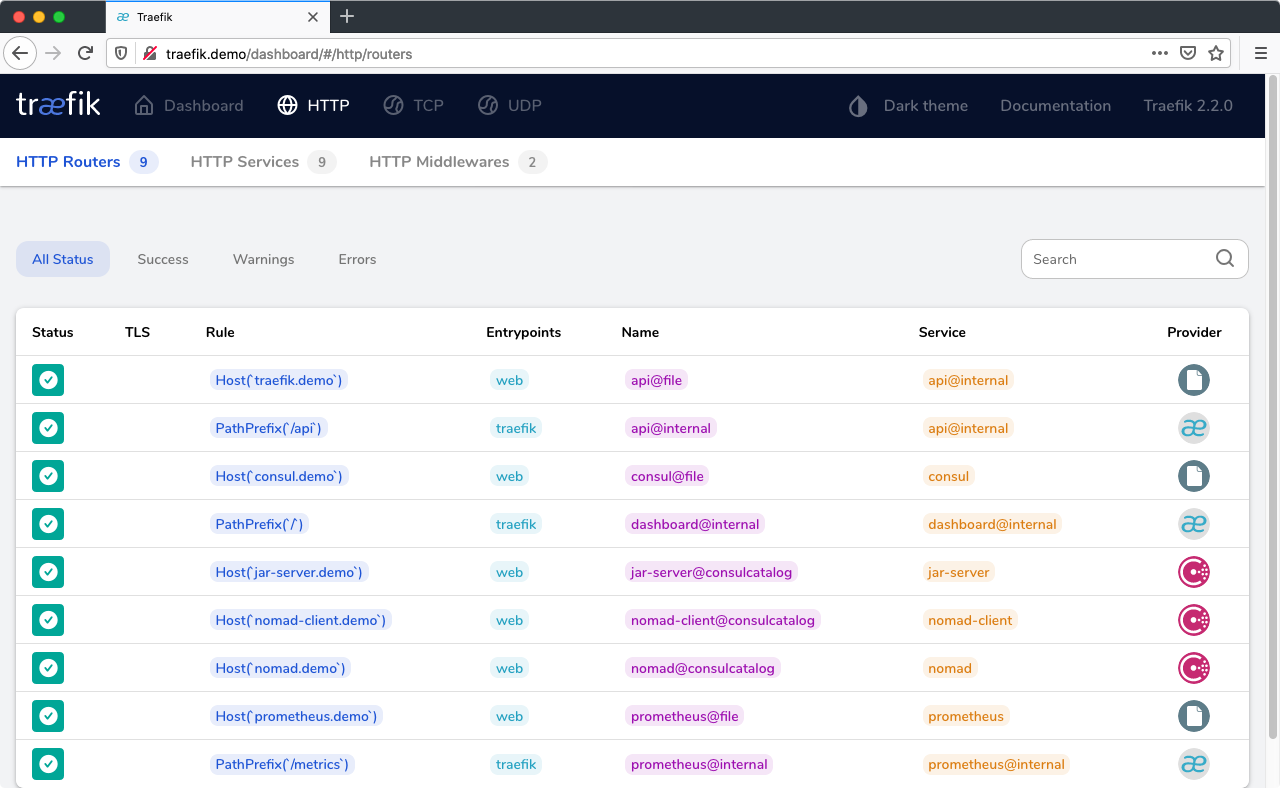 Traefik
traefik.demo/dashboard/#/http/routers
træfik Dashboard HTTP TCP UDP Dark theme Documentation Traefik 2.2.0
HTTP Routers 9 HTTP Services 9 HTTP Middlewares 2
All Status Success Warnings Errors Search
Status TLS Rule Entrypoints Name Service Provider
Host(`traefik.demo`) web api@file api@internal
PathPrefix(`/api`) traefik api@internal api@internal æ
Host(`consul.demo`) web consul@file consul
PathPrefix(`/`) traefik dashboard@internal dashboard@internal æ
Host(`jar-server.demo`) web jar-server@consulcatalog jar-server
Host(`nomad-client.demo`) web nomad-client@consulcatalog nomad-client
Host(`nomad.demo`) web nomad@consulcatalog nomad
Host(`prometheus.demo`) web prometheus@file prometheus
PathPrefix(`/metrics`) traefik prometheus@internal prometheus@internal æ